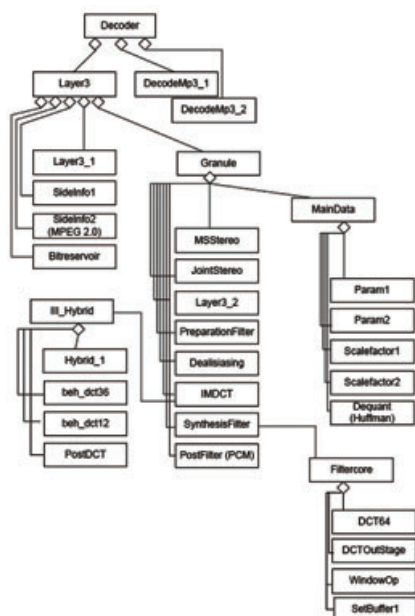 Decoder
Layer3
DecodeMp3_1
DecodeMp3_2
Layer3_1
SideInfo1
SideInfo2
(MPEG 2.0)
Bitreservoir
Granule
MSStereo
JointStereo
Layer3_2
PreparationFilter
Dealisiasing
IMDCT
SynthesisFilter
PostFilter (PCM)
MainData
Param1
Param2
Scalefactor1
Scalefactor2
Dequant
(Huffman)
III_Hybrid
Hybrid_1
beh_dct36
beh_dct12
PostDCT
Filtercore
DCT64
DCTOutStage
WindowOp
SetBuffer1